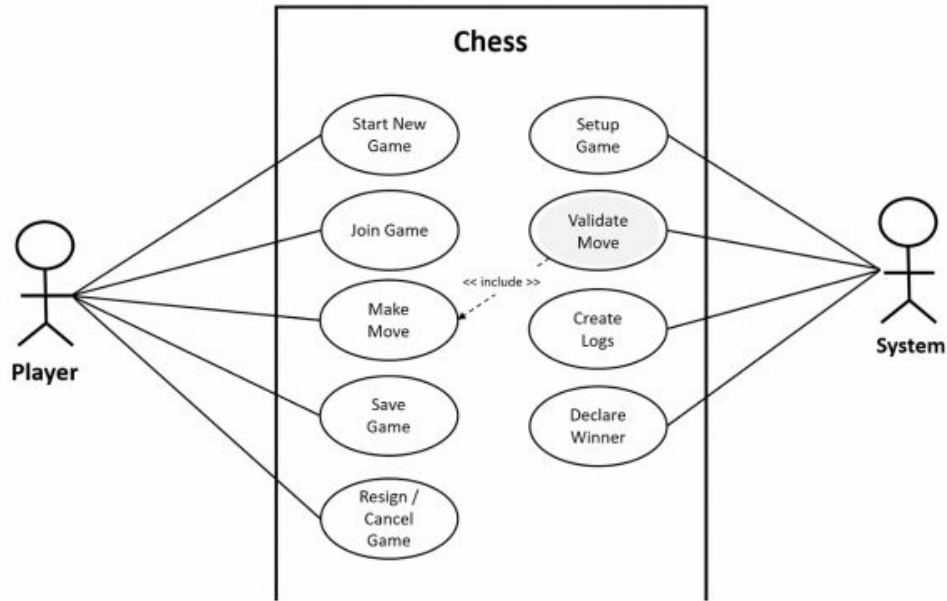 Chess
Start New
Game
Setup
Game
Join Game
Validate
Move
<< include >>
Make
Move
Create
Logs
Player
System
Save
Game
Declare
Winner
Resign /
Cancel
Game